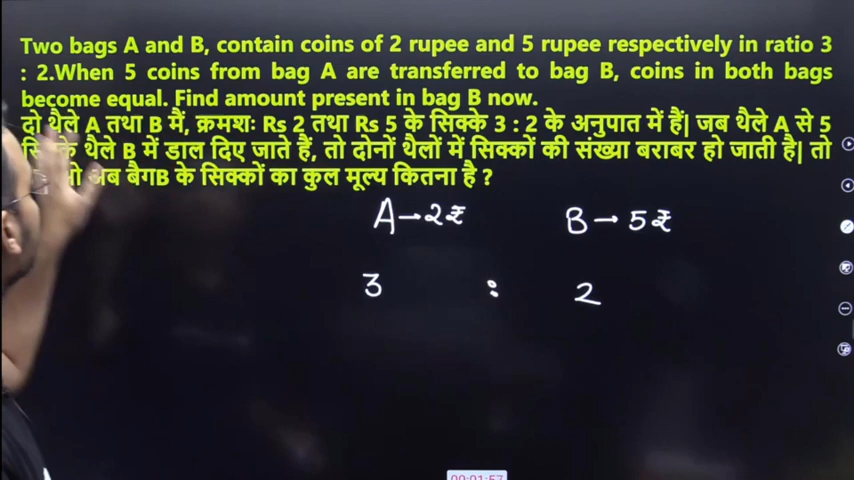 Two bags A and B, contain coins of 2 rupee and 5 rupee respectively in ratio 3
: 2.When 5 coins from bag A are transferred to bag B, coins in both bags
become equal. Find amount present in bag B now.
दो थैले A तथा B मैं, क्रमशः Rs 2 तथा Rs 5 के सिक्के 3 : 2 के अनुपात में हैं| जब थैले A से 5
थैले B में डाल दिए जाते हैं, तो दोनों थैलों में सिक्कों की संख्या बराबर हो जाती है| तो
अब बैगB के सिक्कों का कुल मूल्य कितना है ?
A→2₹ B→5₹
3 : 2